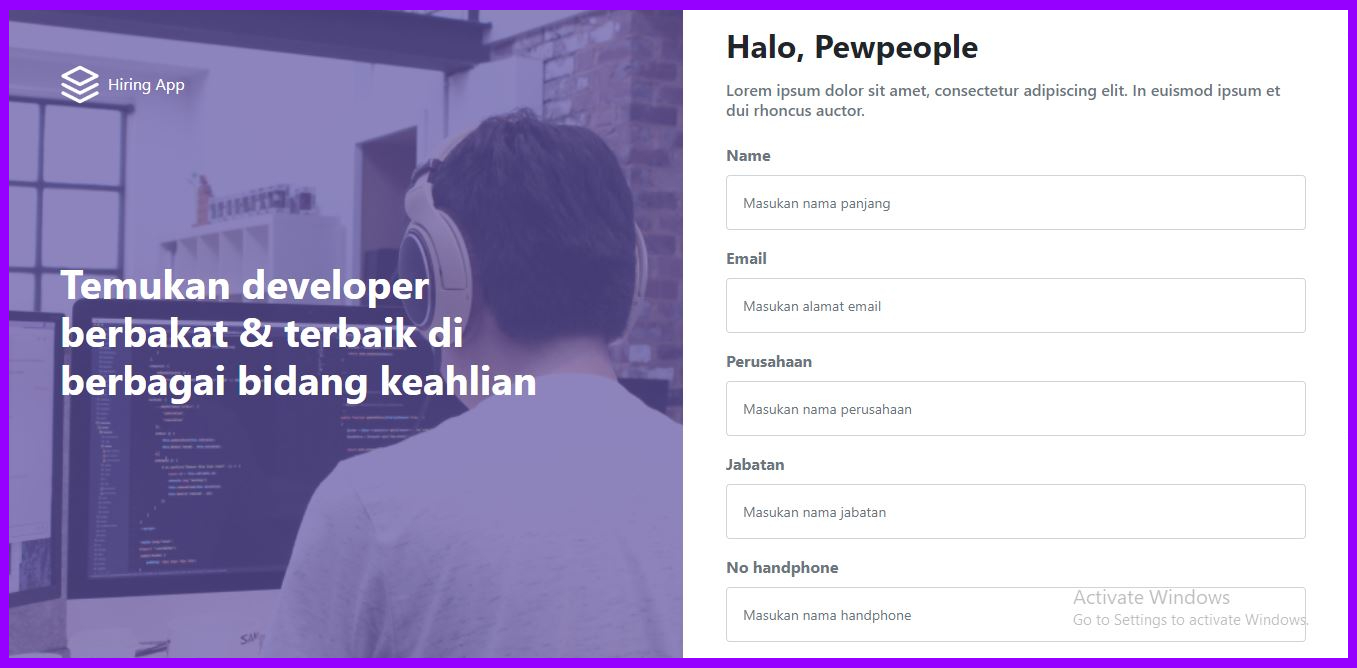 Hiring App
Temukan developer
berbakat & terbaik di
berbagai bidang keahlian
Halo, Pewpeople
Lorem ipsum dolor sit amet, consectetur adipiscing elit. In euismod ipsum et
dui rhoncus auctor.
Name
Masukan nama panjang
Email
Masukan alamat email
Perusahaan
Masukan nama perusahaan
Jabatan
Masukan nama jabatan
No handphone
Masukan nama handphone
Activate Windows
Go to Settings to activate Windows.